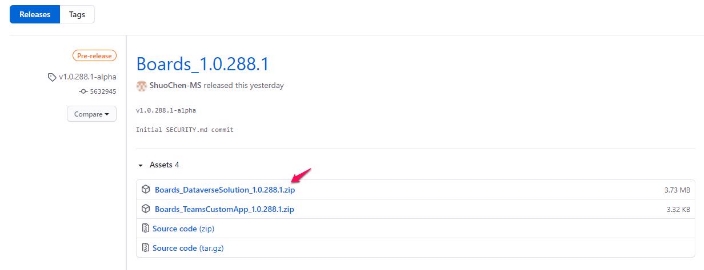 Releases Tags
Pre-release
v1.0.288.1-alpha
5632945
Compare
Boards_1.0.288.1
ShuoChen-MS released this yesterday
v1.0.288.1-alpha
Initial SECURITY.md commit
Assets 4
Boards_DataverseSolution_1.0.288.1.zip 3.73 MB
Boards_TeamsCustomApp_1.0.288.1.zip 3.32 KB
Source code (zip)
Source code (tar.gz)